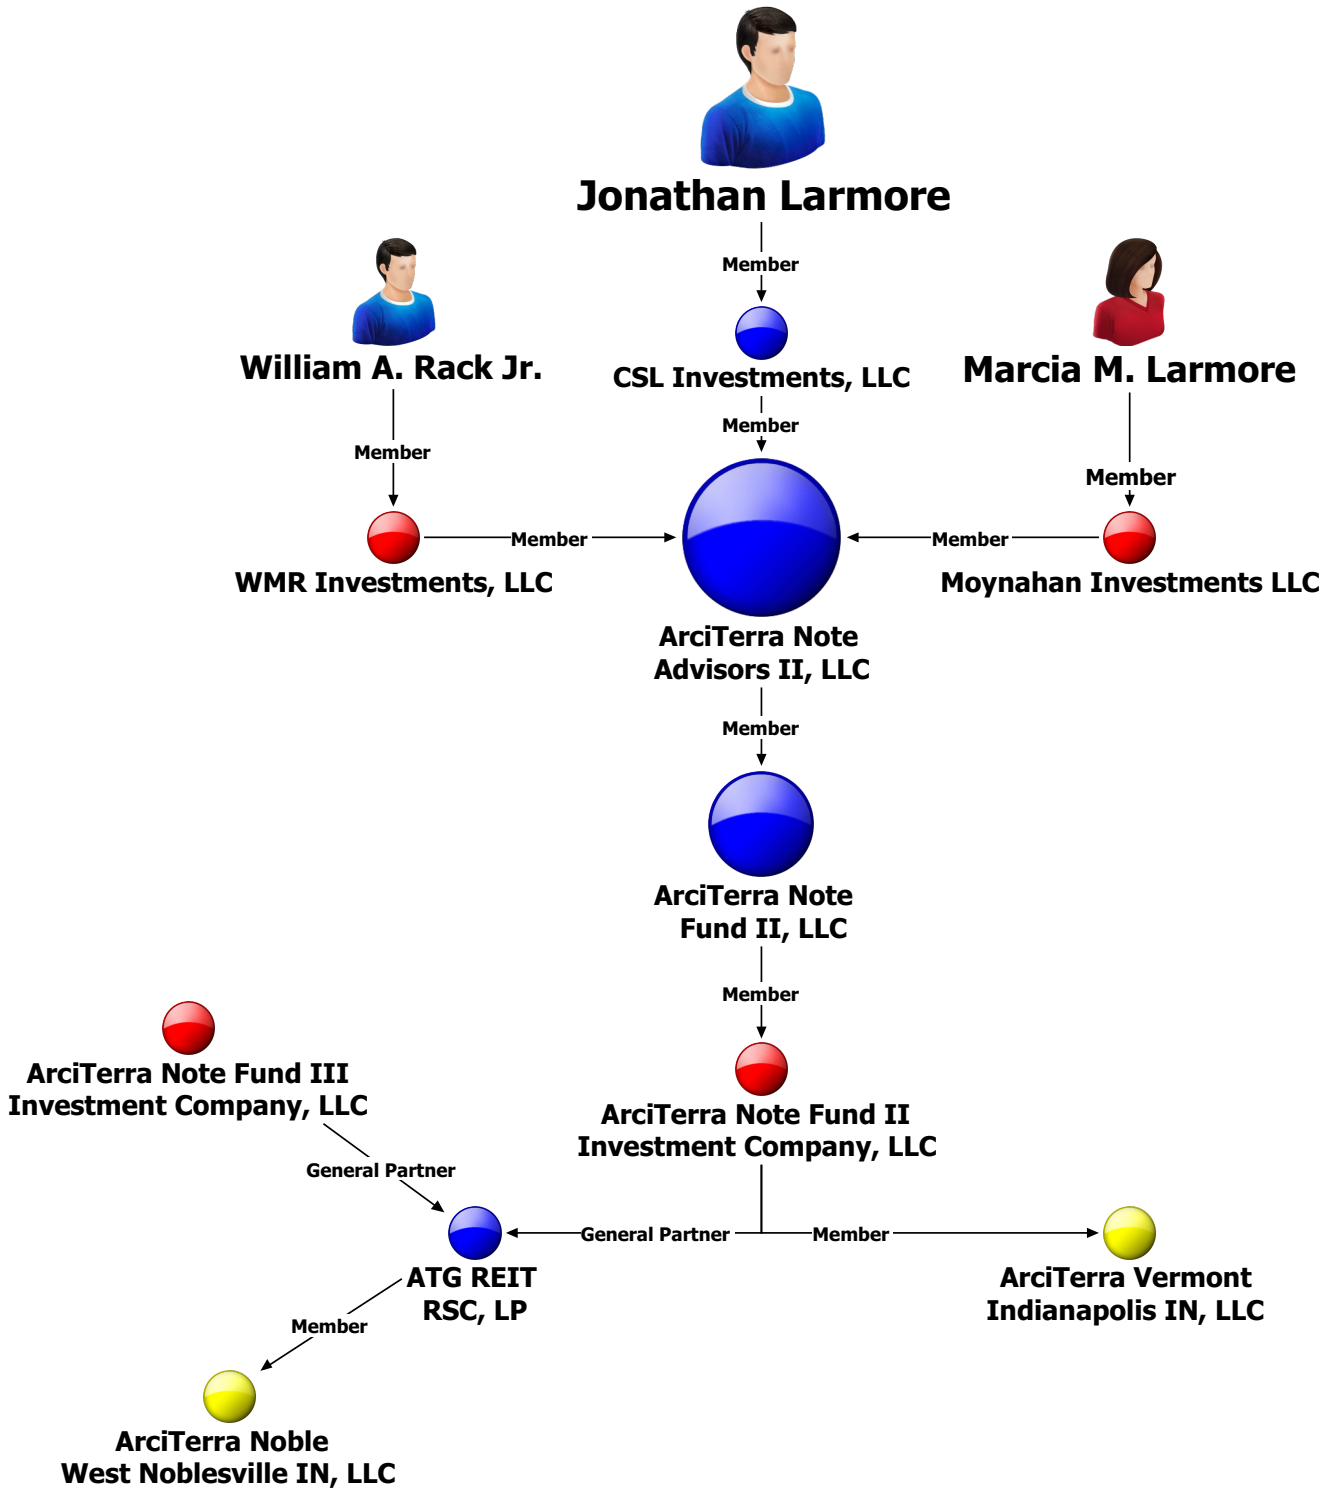 Jonathan Larmore
Member
William A. Rack Jr.
CSL Investments, LLC
Marcia M. Larmore
Member
Member
Member
WMR Investments, LLC
Member
Member
Moynahan Investments LLC
ArciTerra Note
Advisors II, LLC
Member
ArciTerra Note
Fund II, LLC
Member
ArciTerra Note Fund III
Investment Company, LLC
ArciTerra Note Fund II
Investment Company, LLC
General Partner
General Partner
Member
ATG REIT
RSC, LP
ArciTerra Vermont
Indianapolis IN, LLC
Member
ArciTerra Noble
West Noblesville IN, LLC